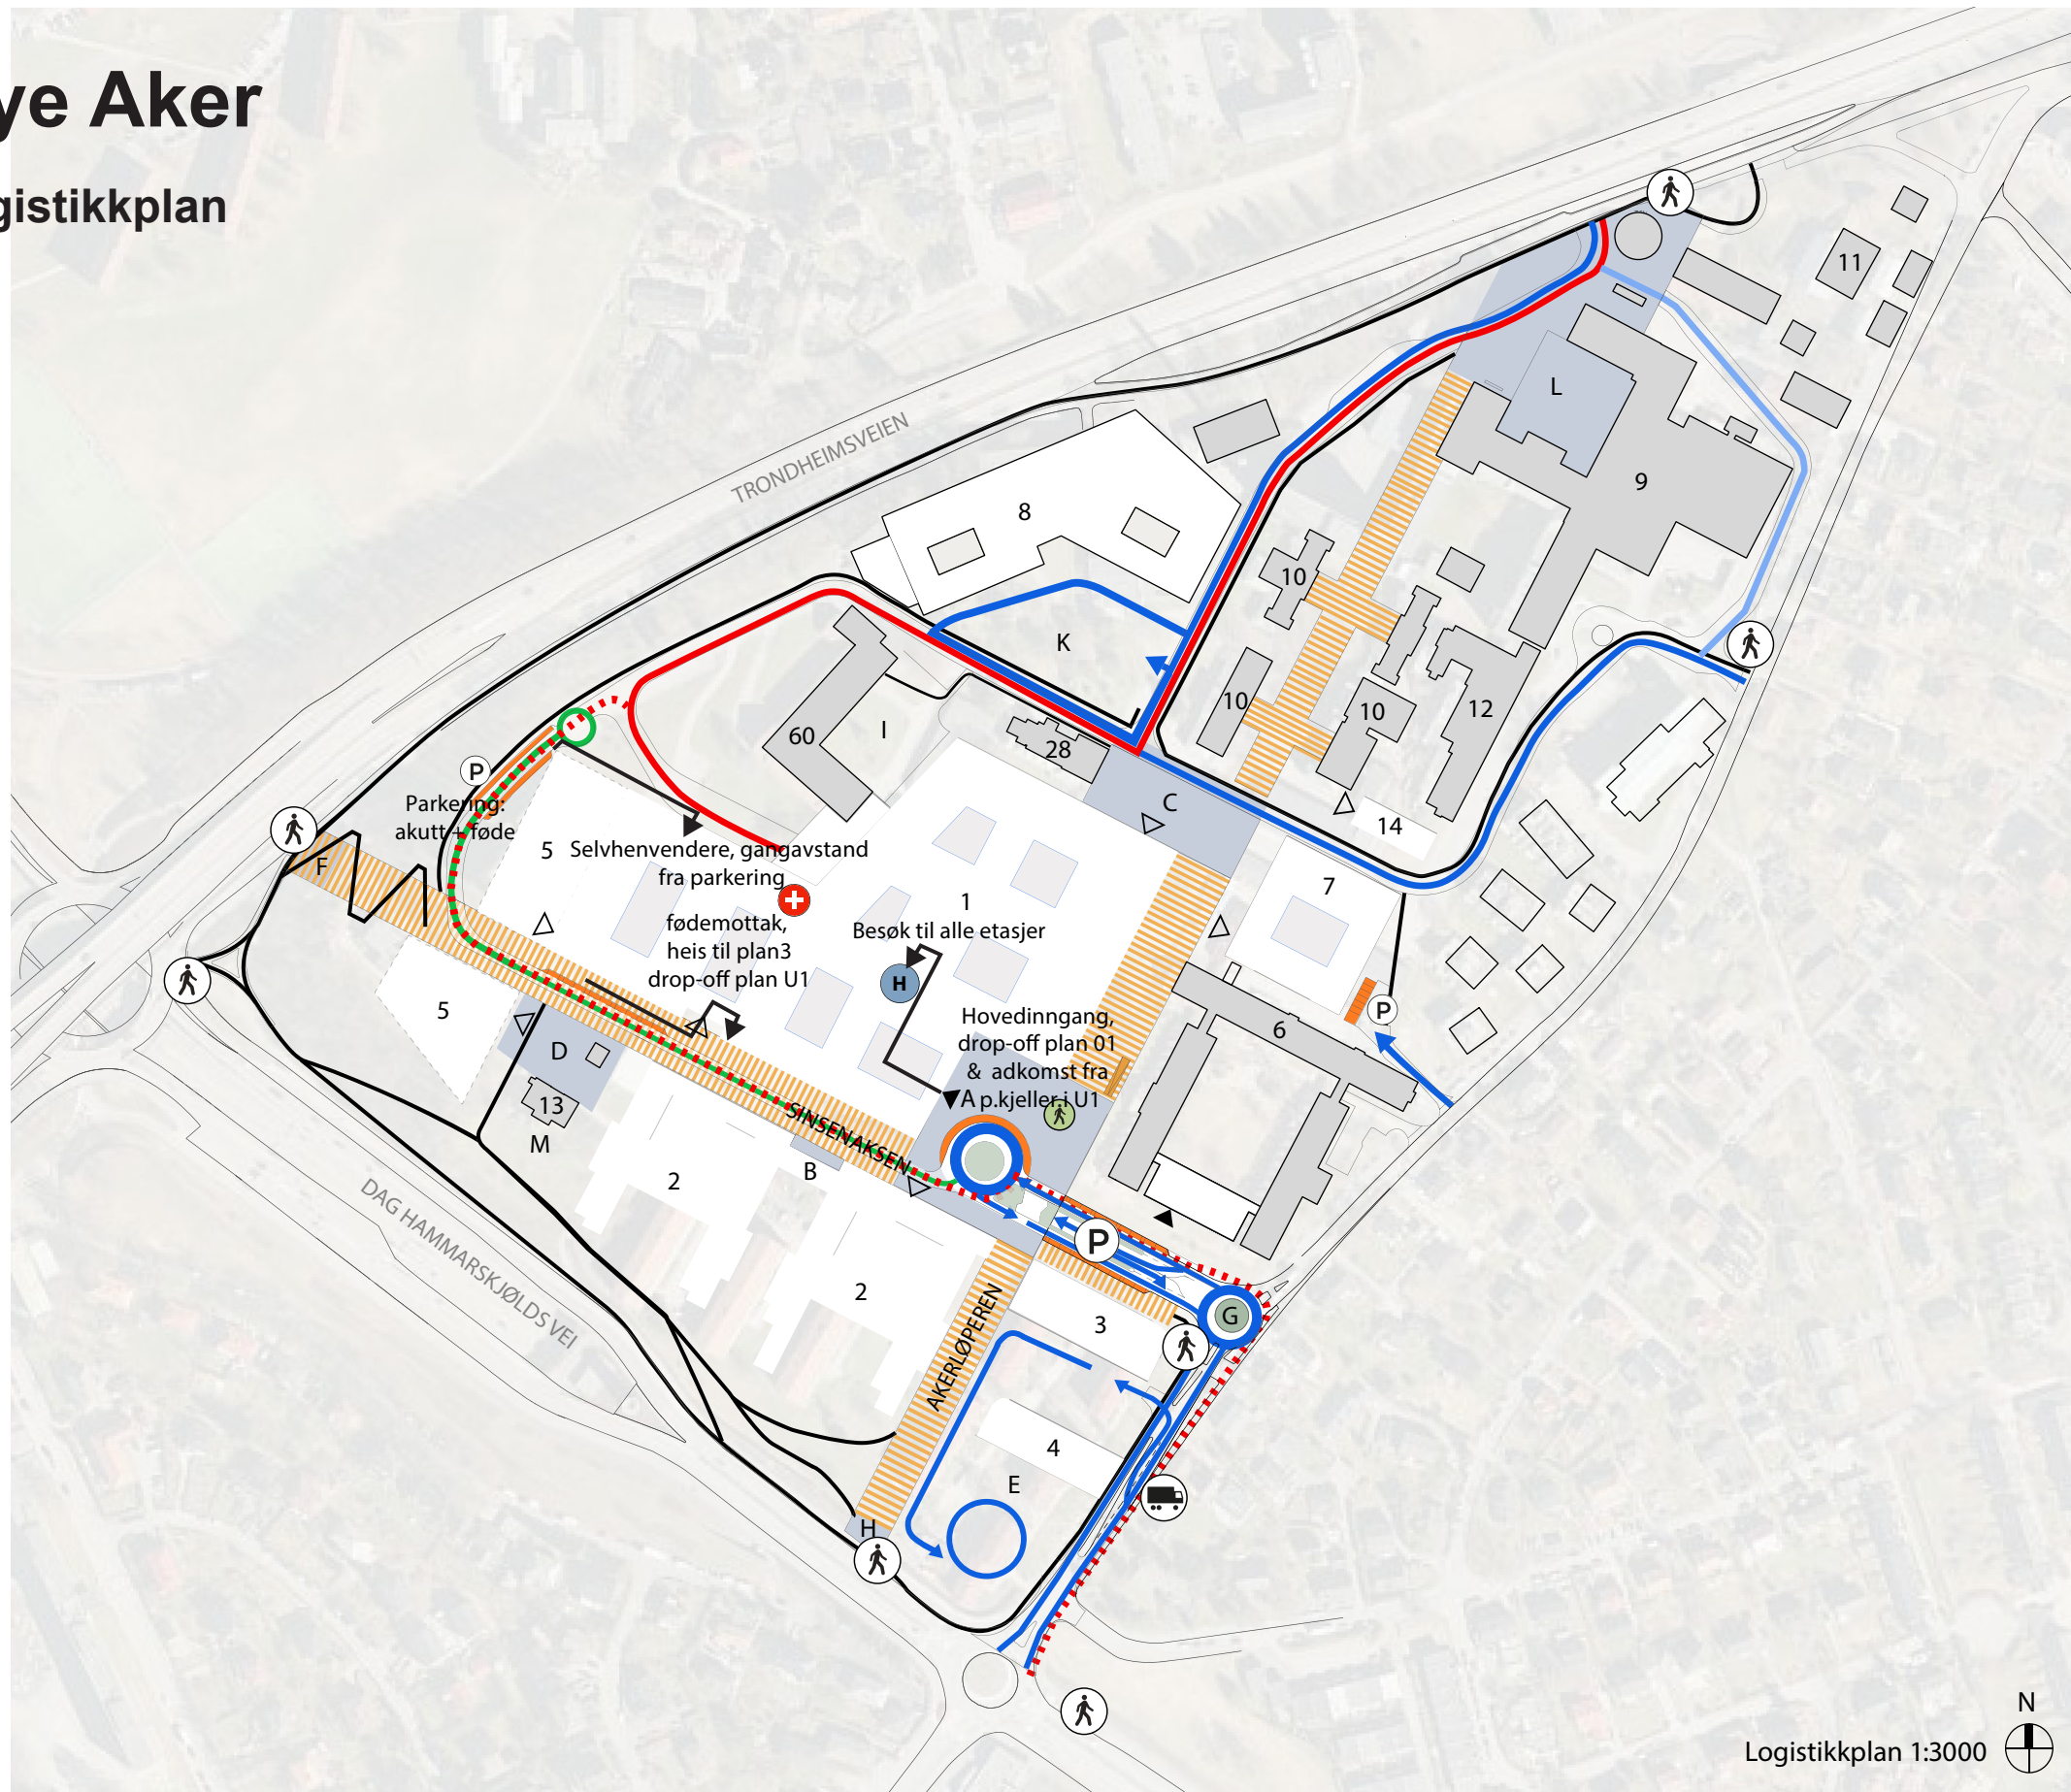 ye Aker
gistikkplan
11
L
TRONDHEIMSVEIEN
9
8
10
K
10
10
12
60
I
28
P
C
Parkering:
akutt + føde
14
5
Selvhenvendere, gangavstand
fra parkering
F
7
1
fødemottak,
heis til plan3
drop-off plan U1
Besøk til alle etasjer
H
5
P
Hovedinngang,
drop-off plan 01
& adkomst fra
A p.kjeller i U1
6
D
13
M
SINSENAKSEN
B
2
DAG HAMMARSKJØLDS VEI
P
2
G
3
AKERLØPEREN
4
E
H
N
Logistikkplan 1:3000